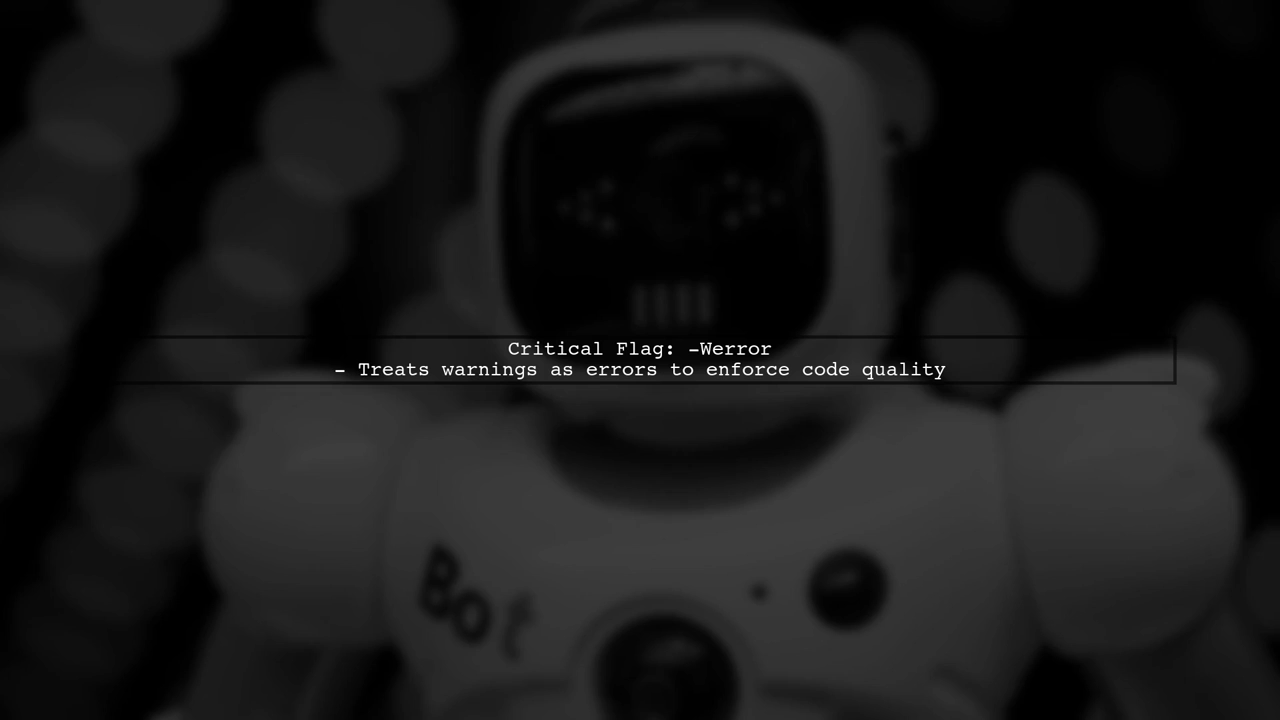 Critical Flag: -Werror
- Treats warnings as errors to enforce code quality
Bot